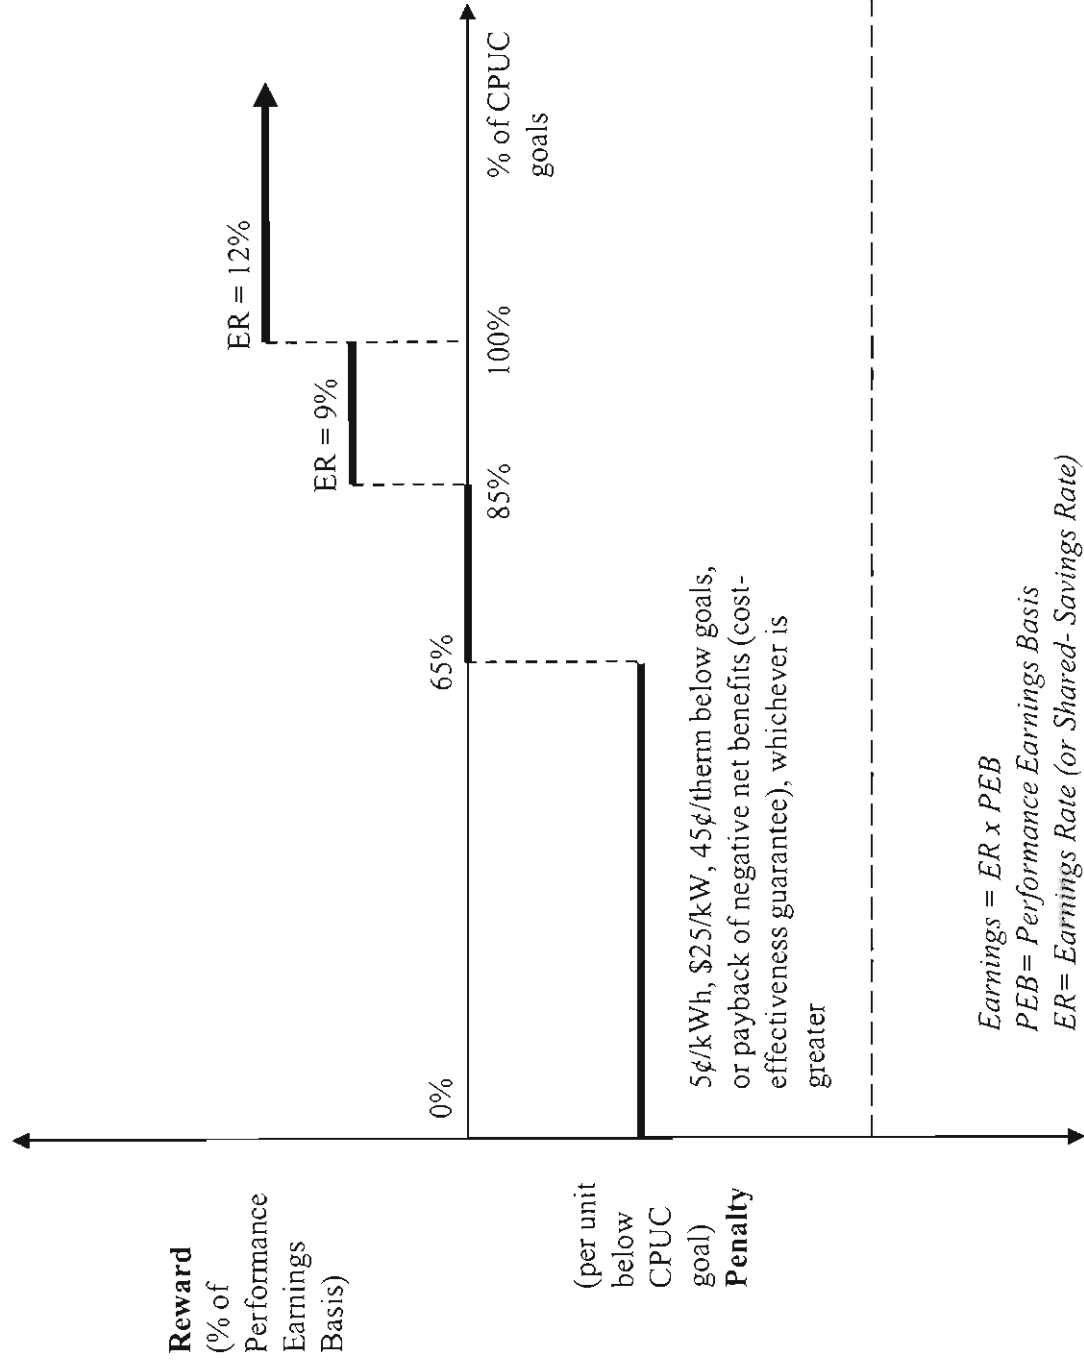 Reward
(% of
Performance
Earnings
Basis)
ER = 12%
ER = 9%
0%
65%
85%
100%
% of CPUC
goals
(per unit
below
CPUC
goal)
Penalty
5¢/kWh, $25/kW, 45¢/therm below goals,
or payback of negative net benefits (cost-
effectiveness guarantee), whichever is
greater
Earnings = ER x PEB
PEB= Performance Earnings Basis
ER= Earnings Rate (or Shared- Savings Rate)